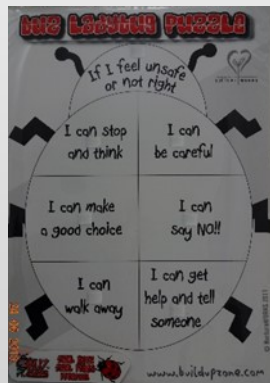 BUZ LADYBUG PUZZLE
If I feel unsafe
or not right
I can stop
and think
I can
be careful
I can make
a good choice
I can
say NO!!
I can
walk away
I can get
help and tell
someone
www.buildupzone.com